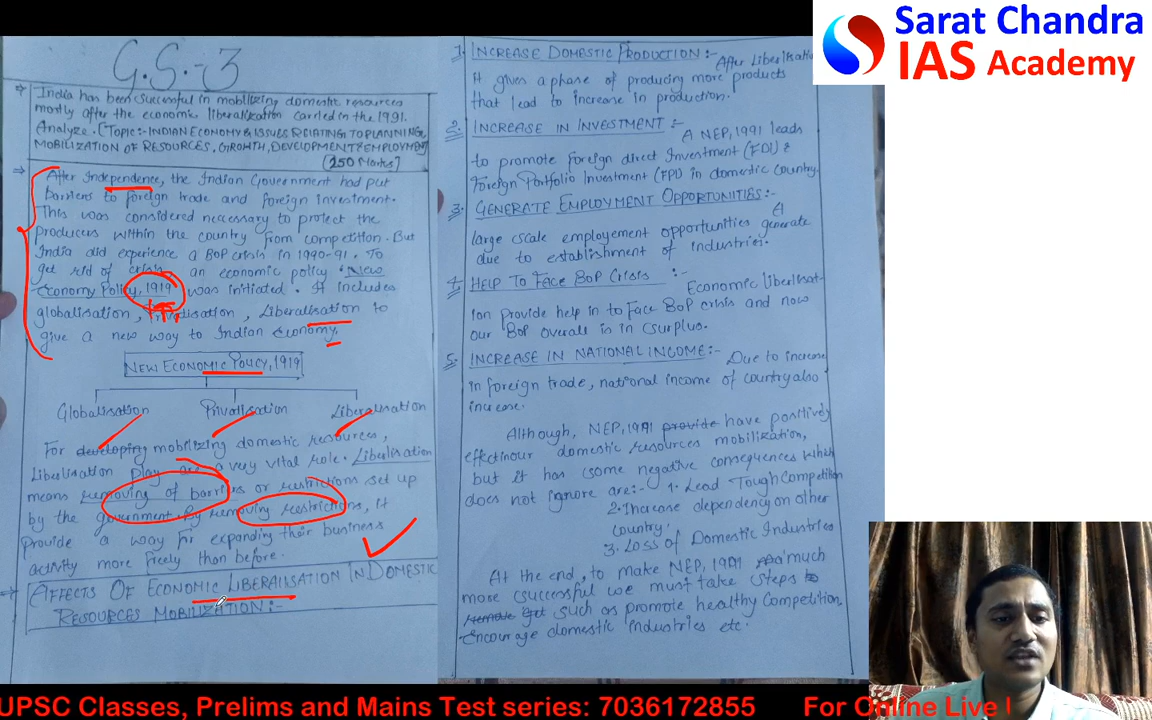 Sarat Chandra
IAS Academy
G.S.-3
India has been successful in mobilizing domestic resources
mostly after the economic liberalization carried in the 1991.
Analyze. [Topic:- INDIAN ECONOMY & ISSUES RELATING TO PLANNING,
MOBILIZATION OF RESOURCES, GROWTH, DEVELOPMENT & EMPLOYMENT]
After Independence, the Indian Government had put
barriers to foreign trade and foreign investment.
This was considered necessary to protect the
producers within the country from competition. But
India did experience a BoP crisis in 1990-91. To
get rid of crisis, an economic policy. New
Economy Policy, 1919 was initiated. It includes
globalisation, Liberalisation to
give a new way to Indian Economy.
NEW ECONOMIC POLICY, 1919
Globalisation Privatisation Liberalisation
For developing mobilizing domestic resources,
Liberlisation play a very vital role. Liberlisation
means removing of barriers or restrictions set up
by the government. By removing restrictions, it
provide a way for expanding their business
activity more freely than before.
AFFECTS OF ECONOMIC LIBERALISATION IN DOMESTIC
RESOURCES MOBILIZATION:-
1. INCREASE DOMESTIC PRODUCTION:- After Liberlisation
It gives a phase of producing more products
that lead to increase in production.
2. INCREASE IN INVESTMENT:- A NEP, 1991 leads
to promote foreign direct Investment (FDI) &
Foreign Portfolio Investment (FPI) in domestic country.
3. GENERATE EMPLOYMENT OPPORTUNITIES:- A
large scale employement opportunities generate
due to establishment of industries.
4. HELP TO FACE BOP CRISIS :- Economic liberlisat-
ion provide help in to Face BoP crisis and now
our BoP overall is in surplus.
5. INCREASE IN NATIONAL INCOME:- Due to increase
in foreign trade, national income of country also
increase.
Although, NEP, 1991 provide have positively
effect in our domestic resources mobilization,
but it has some negative consequences which
does not ignore are:- 1. Lead Tough Competition
2. Increase dependency on other
country.
3. Loss of Domestic Industries
At the end, to make NEP, 1991 much
more successful we must take steps
such as promote healthy Competition.
Encourage domestic industries etc.
UPSC Classes, Prelims and Mains Test series: 7036172855 For Online Live !